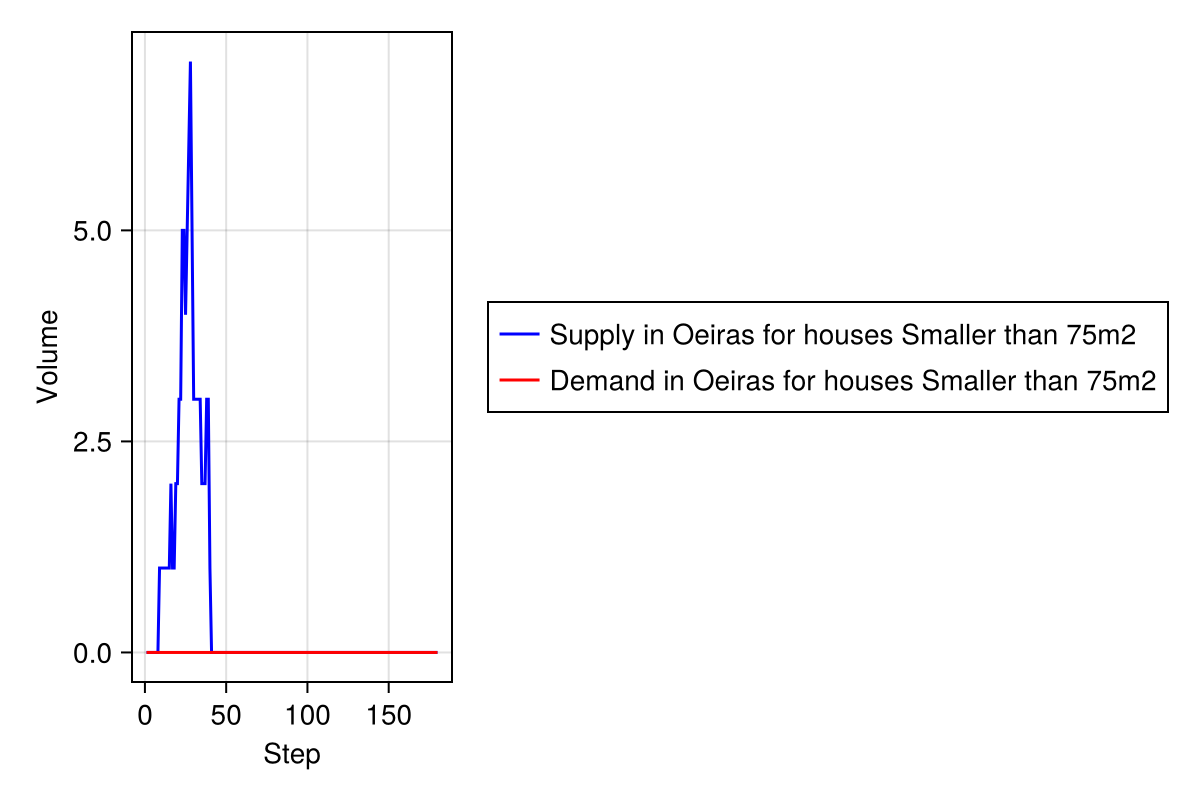 5.0
2.5
0.0
Volume
0 50 100 150
Step
Supply in Oeiras for houses Smaller than 75m2
Demand in Oeiras for houses Smaller than 75m2